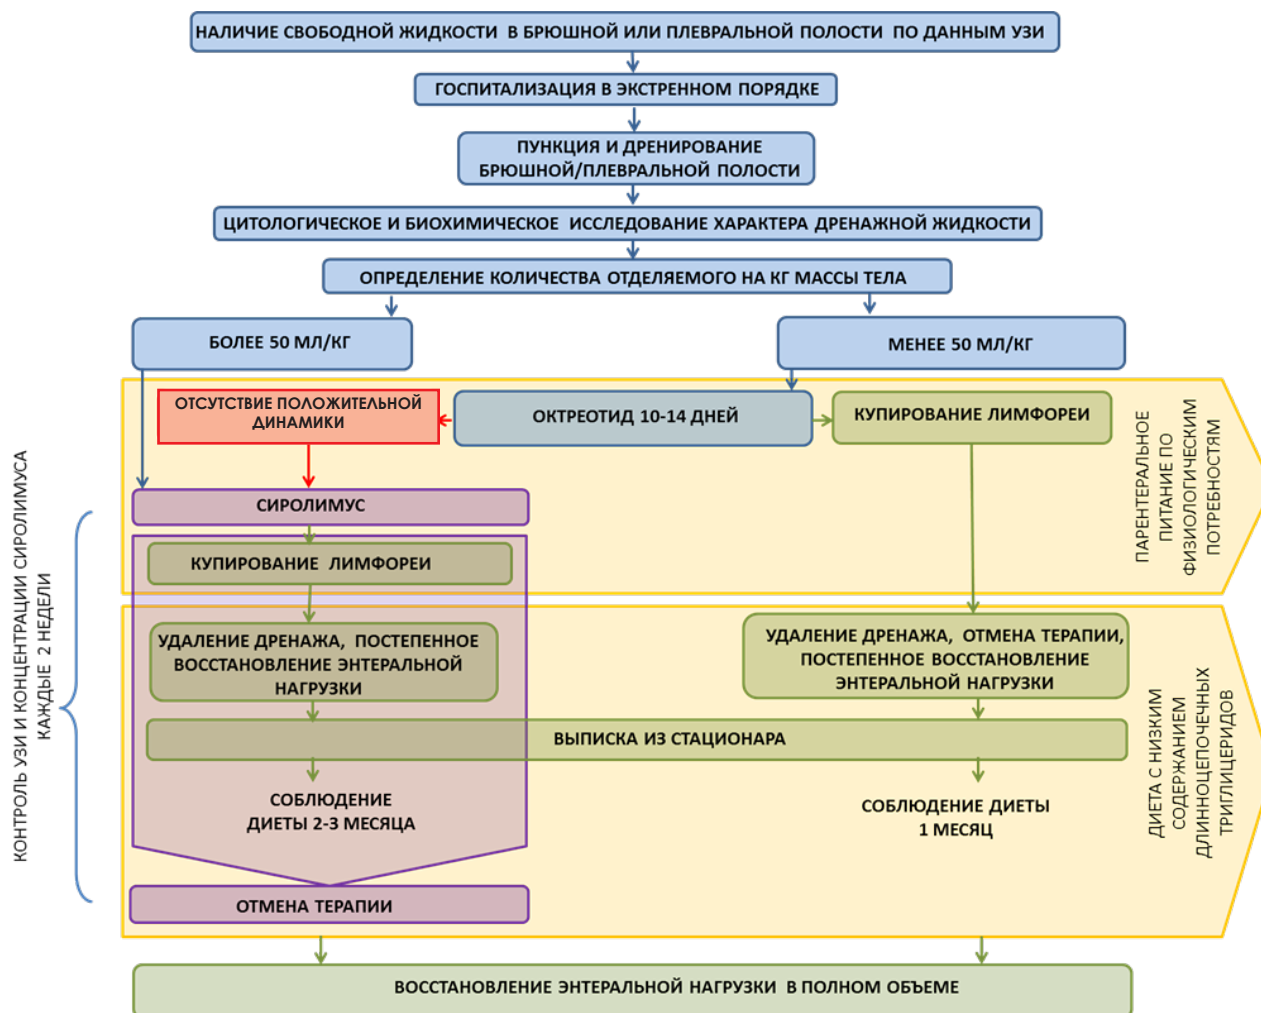 НАЛИЧИЕ СВОБОДНОЙ ЖИДКОСТИ В БРЮШНОЙ ИЛИ ПЛЕВРАЛЬНОЙ ПОЛОСТИ ПО ДАННЫМ УЗИ
ГОСПИТАЛИЗАЦИЯ В ЭКСТРЕННОМ ПОРЯДКЕ
ПУНКЦИЯ И ДРЕНИРОВАНИЕ
БРЮШНОЙ/ПЛЕВРАЛЬНОЙ ПОЛОСТИ
ЦИТОЛОГИЧЕСКОЕ И БИОХИМИЧЕСКОЕ ИССЛЕДОВАНИЕ ХАРАКТЕРА ДРЕНАЖНОЙ ЖИДКОСТИ
ОПРЕДЕЛЕНИЕ КОЛИЧЕСТВА ОТДЕЛЯЕМОГО НА КГ МАССЫ ТЕЛА
БОЛЕЕ 50 МЛ/КГ
МЕНЕЕ 50 МЛ/КГ
ОТСУТСТВИЕ ПОЛОЖИТЕЛЬНОЙ
ДИНАМИКИ
ОКТРЕОТИД 10-14 ДНЕЙ
КУПИРОВАНИЕ ЛИМФОРЕИ
ПАРЕНТЕРАЛЬНОЕ
ПИТАНИЕ ПО
ФИЗИОЛОГИЧЕСКИМ
ПОТРЕБНОСТЯМ
СИРОЛИМУС
КУПИРОВАНИЕ ЛИМФОРЕИ
КОНТРОЛЬ УЗИ И КОНЦЕНТРАЦИИ СИРОЛИМУСА
КАЖДЫЕ 2 НЕДЕЛИ
УДАЛЕНИЕ ДРЕНАЖА, ПОСТЕПЕННОЕ
ВОССТАНОВЛЕНИЕ ЭНТЕРАЛЬНОЙ
НАГРУЗКИ
УДАЛЕНИЕ ДРЕНАЖА, ОТМЕНА ТЕРАПИИ,
ПОСТЕПЕННОЕ ВОССТАНОВЛЕНИЕ
ЭНТЕРАЛЬНОЙ НАГРУЗКИ
ДИЕТА С НИЗКИМ
СОДЕРЖАНИЕМ
ДЛИННОЦЕПОЧЕЧНЫХ
ТРИГЛИЦЕРИДОВ
ВЫПИСКА ИЗ СТАЦИОНАРА
СОБЛЮДЕНИЕ
ДИЕТЫ 2-3 МЕСЯЦА
СОБЛЮДЕНИЕ ДИЕТЫ
1 МЕСЯЦ
ОТМЕНА ТЕРАПИИ
ВОССТАНОВЛЕНИЕ ЭНТЕРАЛЬНОЙ НАГРУЗКИ В ПОЛНОМ ОБЪЕМЕ